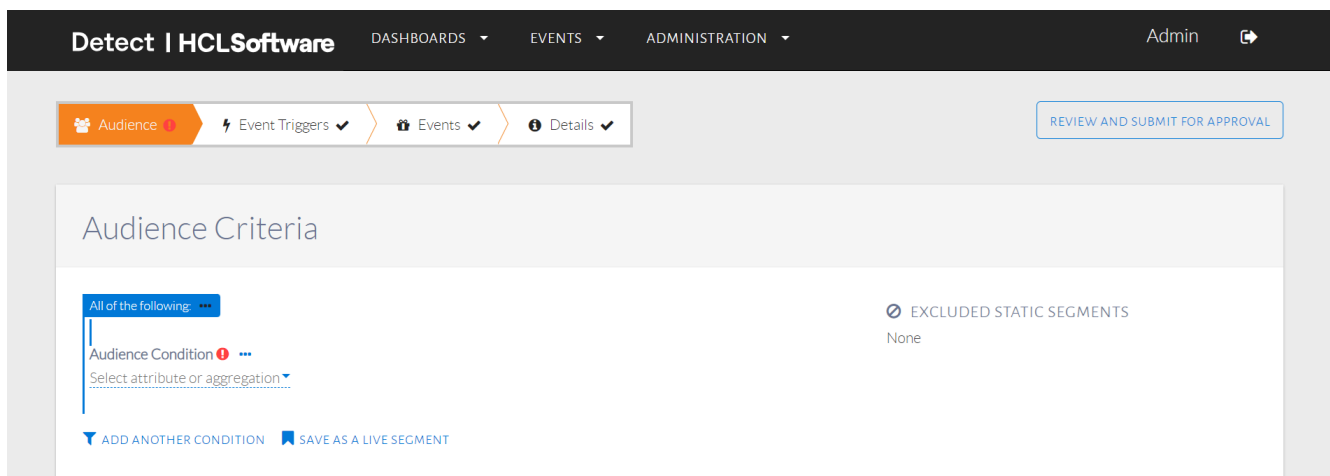 Detect | HCLSoftware DASHBOARDS EVENTS ADMINISTRATION Admin
Audience Event Triggers Events Details REVIEW AND SUBMIT FOR APPROVAL
Audience Criteria
All of the following: ...
EXCLUDED STATIC SEGMENTS
None
Audience Condition ...
Select attribute or aggregation
ADD ANOTHER CONDITION SAVE AS A LIVE SEGMENT